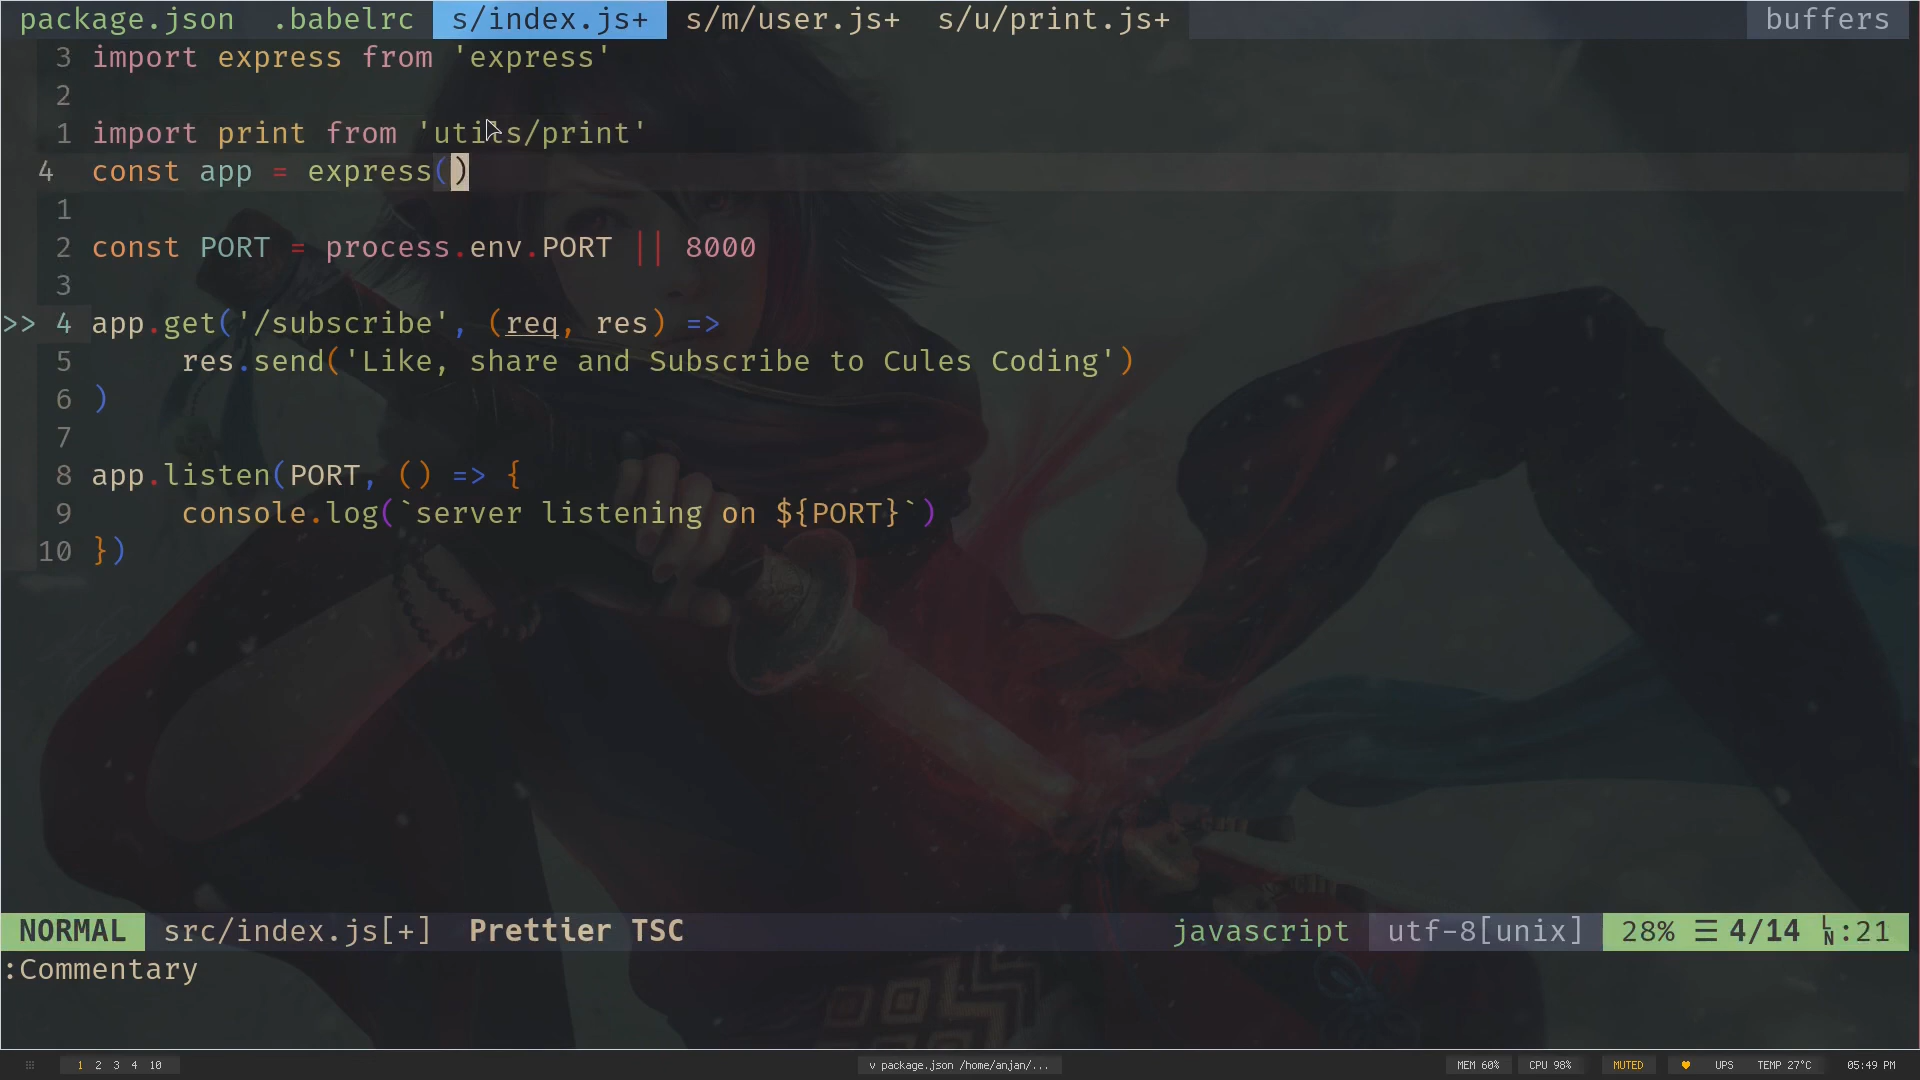 package.json .babelrc s/index.js+ s/m/user.js+ s/u/print.js+ buffers
3 import express from 'express'
2
1 import print from 'utils/print'
4 const app = express()
1
2 const PORT = process.env.PORT || 8000
3
>> 4 app.get('/subscribe', (req, res) =>
5 res.send('Like, share and Subscribe to Cules Coding')
6 )
7
8 app.listen(PORT, () => {
9 console.log(`server listening on ${PORT}`)
10 })
NORMAL src/index.js[+] Prettier TSC javascript utf-8[unix] 28% ☰ 4/14 LN:21
:Commentary
1 2 3 4 10 v package.json /home/anjan/... MEM 60% CPU 98% MUTED UPS TEMP 27°C 05:49 PM